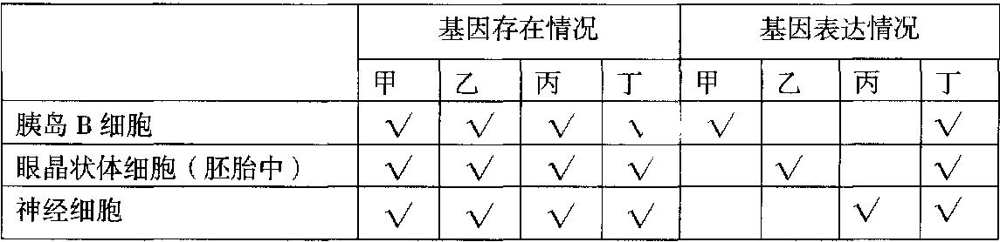 基因存在情况 基因表达情况
甲 乙 丙 丁 甲 乙 丙 丁
胰岛 B 细胞 √ √ √ √ √ √
眼晶状体细胞（胚胎中） √ √ √ √ √ √
神经细胞 √ √ √ √ √ √